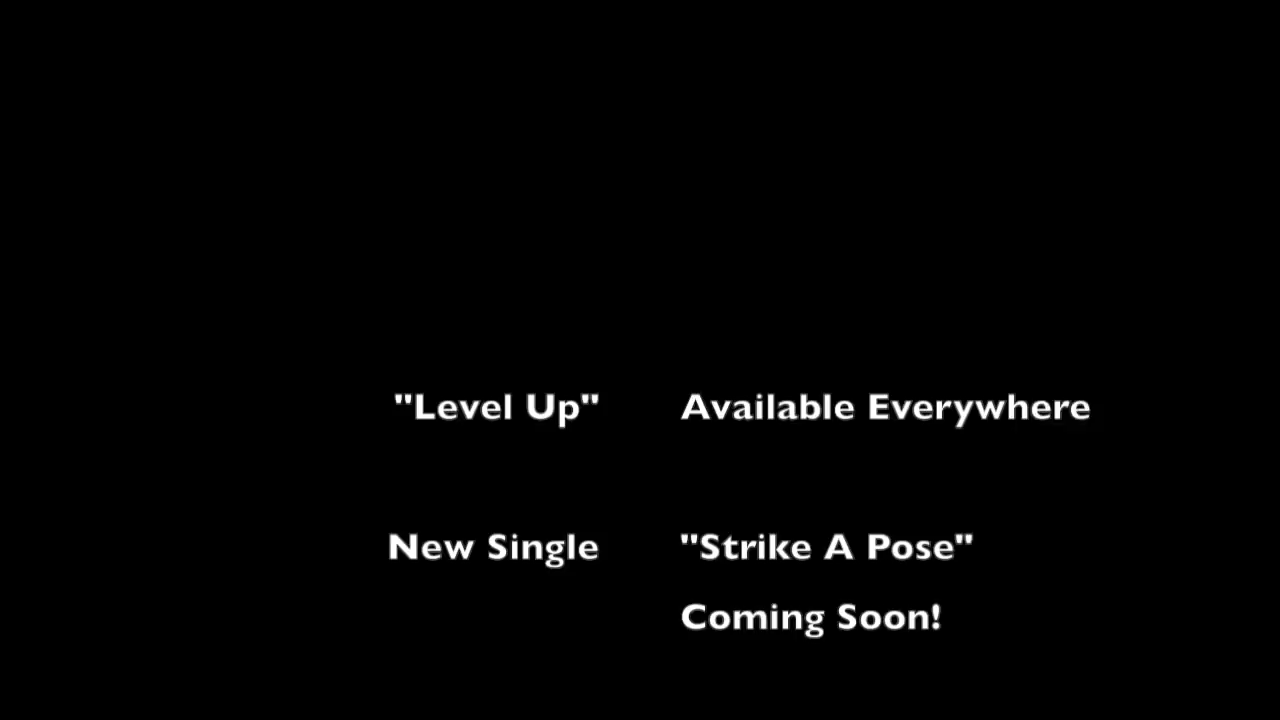 "Level Up" Available Everywhere
New Single "Strike A Pose"
Coming Soon!